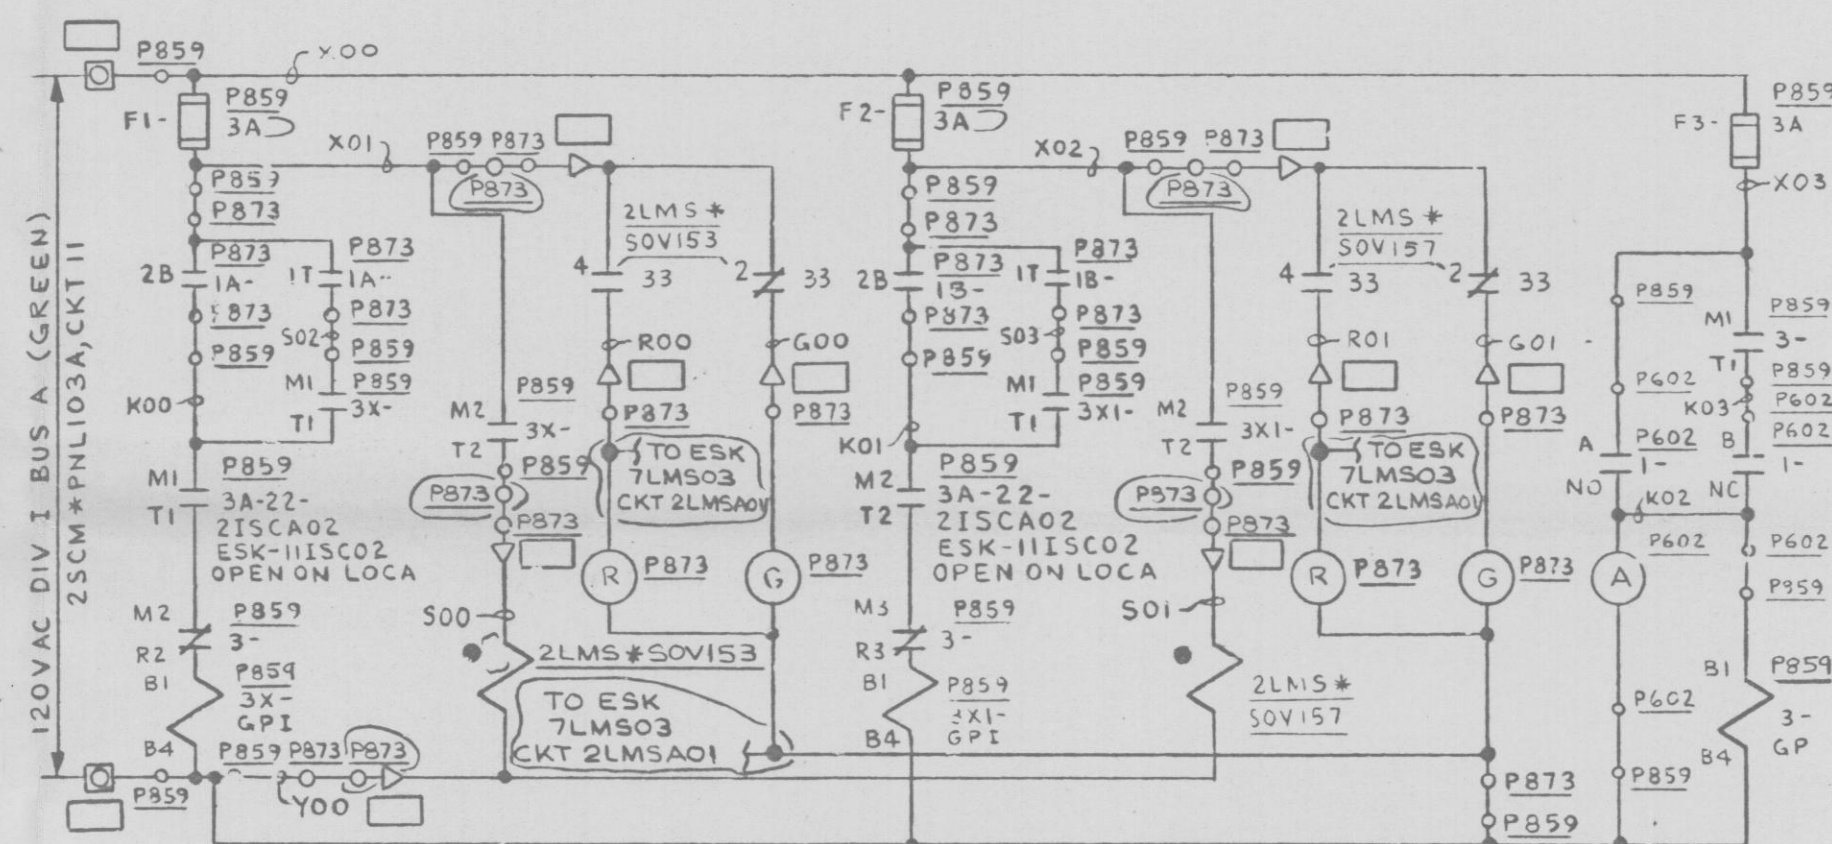 120VAC DIV I BUS A (GREEN)
2SCM*PNL103A, CKT 11
P859
X00
F1-
P859
3A
X01
P859 P873
P873
P859
P873
2B
P873
1A-
1T
P873
1A-
P873
P873
S02
P859
P859
K00
M1
T1
P859
3X-
M1
T1
P859
3A-22-
2ISCA02
ESK-11ISC02
OPEN ON LOCA
M2
R2
P859
3-
B1
B4
P859
3X-
GPI
P859 P873 P873
Y00
P859
M2
T2
P859
3X-
P859
P873
P873
S00
2LMS*SOV153
2LMS*
SOV153
4
33
2
33
R00
G00
P873
P873
TO ESK
7LMS03
CKT 2LMSA01
R
P873
G
P873
TO ESK
7LMS03
CKT 2LMSA01
F2-
P859
3A
X02
P859 P873
P873
P859
P873
2B
P873
1B-
1T
P873
1B-
P873
P873
S03
P859
P859
M1
T1
P859
3X1-
K01
M2
T2
P859
3A-22-
2ISCA02
ESK-11ISC02
OPEN ON LOCA
M3
R3
P859
3-
B1
B4
P859
3X1-
GPI
M2
T2
P859
3X1-
P859
P873
P873
S01
2LMS*
SOV157
2LMS*
SOV157
4
33
2
33
R01
G01
P873
P873
TO ESK
7LMS03
CKT 2LMSA01
R
P873
G
P873
P873
P859
F3-
P859
3A
X03
P859
M1
T1
P859
3-
P859
P602
K03
P602
A
NO
P602
1-
B
NC
P602
1-
K02
P602
P602
A
P859
P602
P859
B1
B4
P859
3-
GP